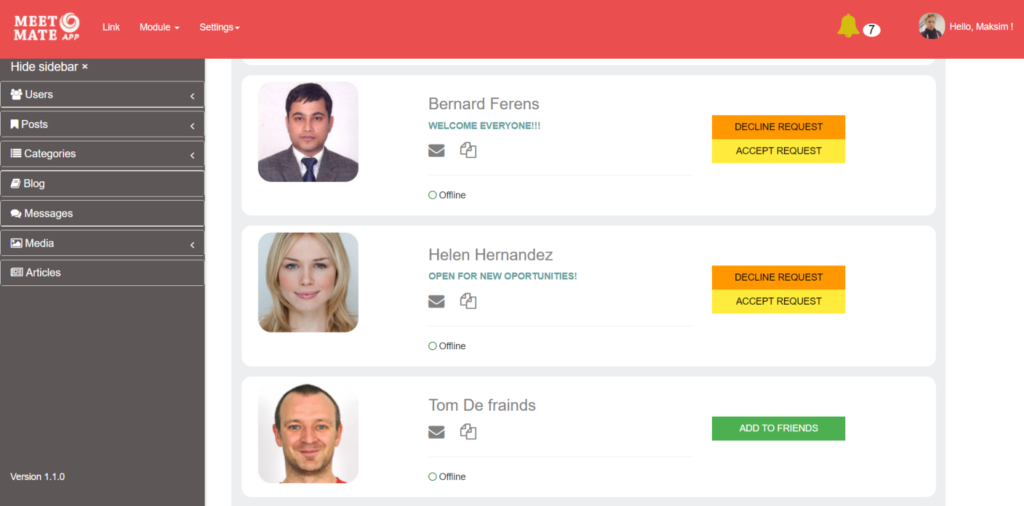 MEET
MATE APP
Link
Module
Settings
7
Hello, Maksim !
Hide sidebar ×
Users
Posts
Categories
Blog
Messages
Media
Articles
Version 1.1.0
Bernard Ferens
WELCOME EVERYONE!!!
Offline
DECLINE REQUEST
ACCEPT REQUEST
Helen Hernandez
OPEN FOR NEW OPORTUNITIES!
Offline
DECLINE REQUEST
ACCEPT REQUEST
Tom De frainds
Offline
ADD TO FRIENDS